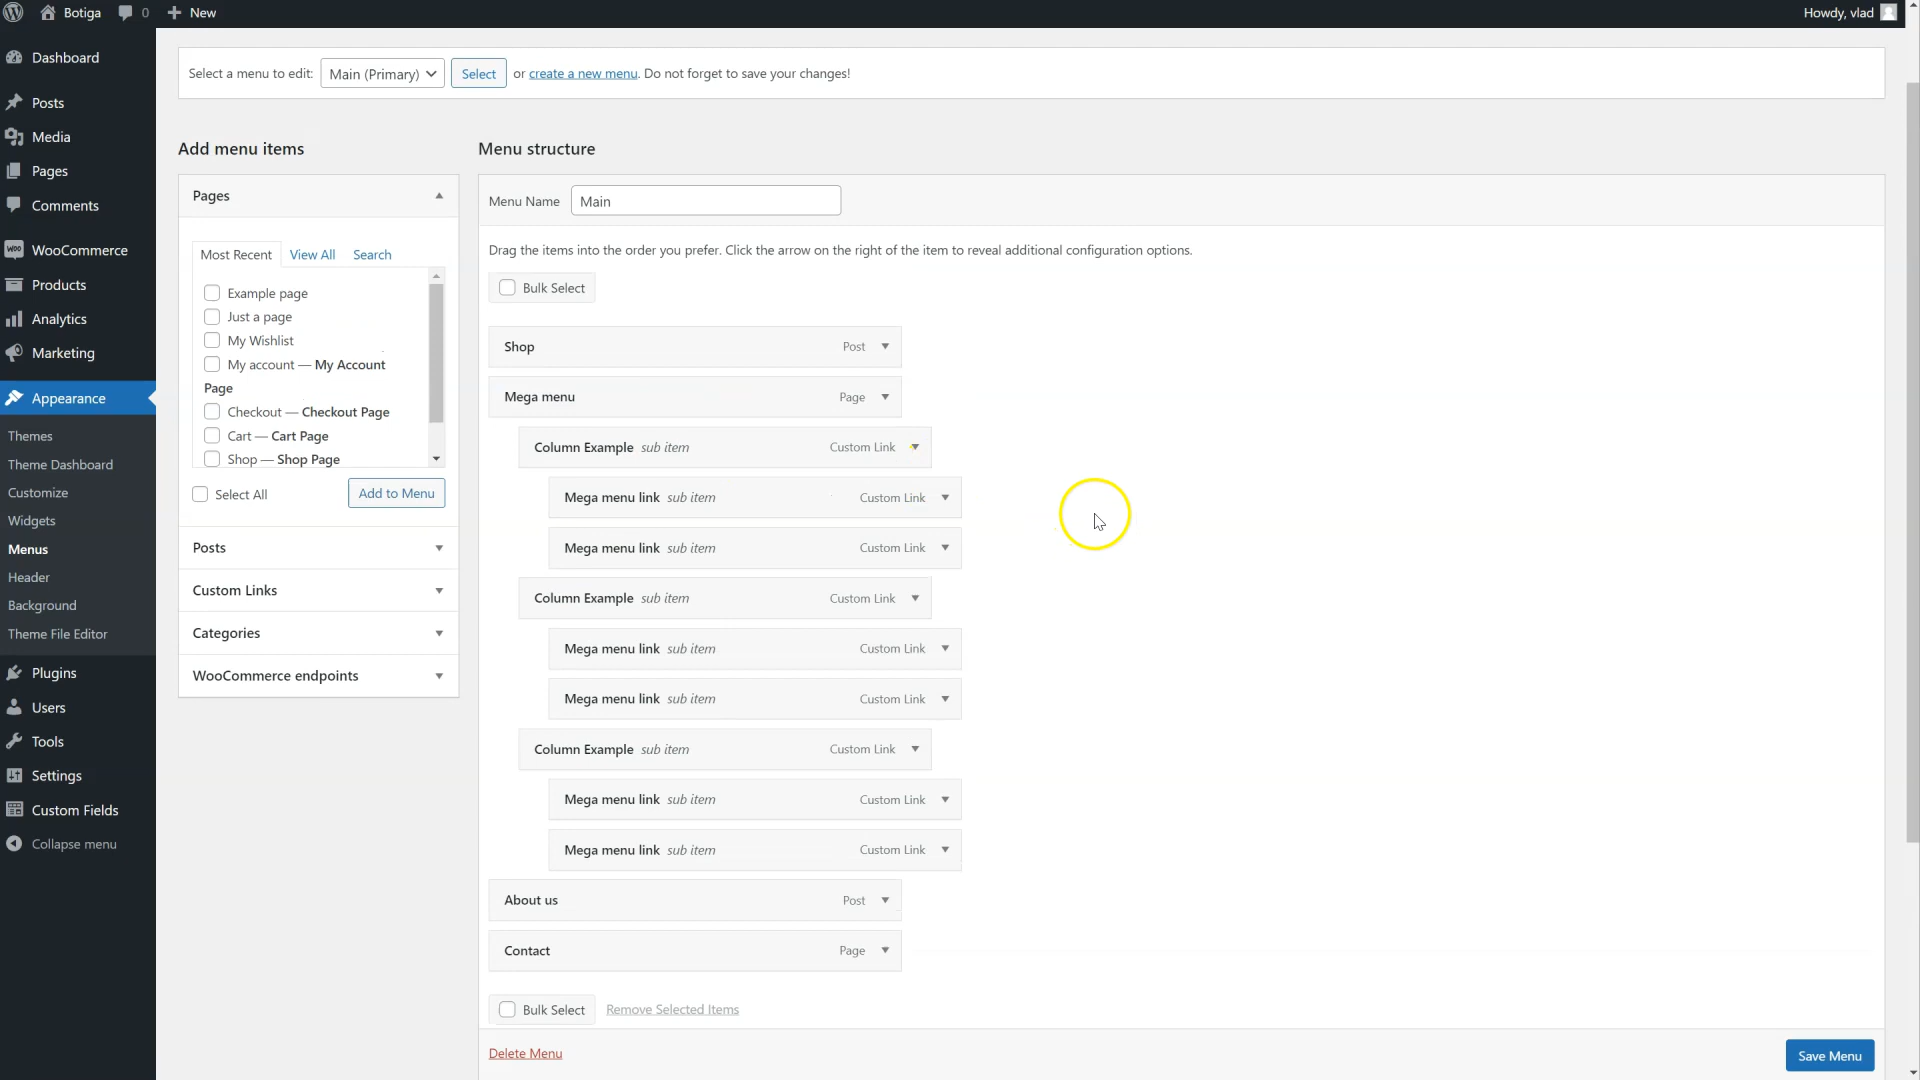 Botiga
0
New
Howdy, vlad
Dashboard
Posts
Media
Pages
Comments
WooCommerce
Products
Analytics
Marketing
Appearance
Themes
Theme Dashboard
Customize
Widgets
Menus
Header
Background
Theme File Editor
Plugins
Users
Tools
Settings
Custom Fields
Collapse menu
Select a menu to edit: Main (Primary) Select or create a new menu. Do not forget to save your changes!
Add menu items
Pages
Most Recent View All Search
Example page
Just a page
My Wishlist
My account — My Account
Page
Checkout — Checkout Page
Cart — Cart Page
Shop — Shop Page
Select All Add to Menu
Posts
Custom Links
Categories
WooCommerce endpoints
Menu structure
Menu Name Main
Drag the items into the order you prefer. Click the arrow on the right of the item to reveal additional configuration options.
Bulk Select
Shop Post
Mega menu Page
Column Example sub item Custom Link
Mega menu link sub item Custom Link
Mega menu link sub item Custom Link
Column Example sub item Custom Link
Mega menu link sub item Custom Link
Mega menu link sub item Custom Link
Column Example sub item Custom Link
Mega menu link sub item Custom Link
Mega menu link sub item Custom Link
About us Post
Contact Page
Bulk Select Remove Selected Items
Delete Menu Save Menu